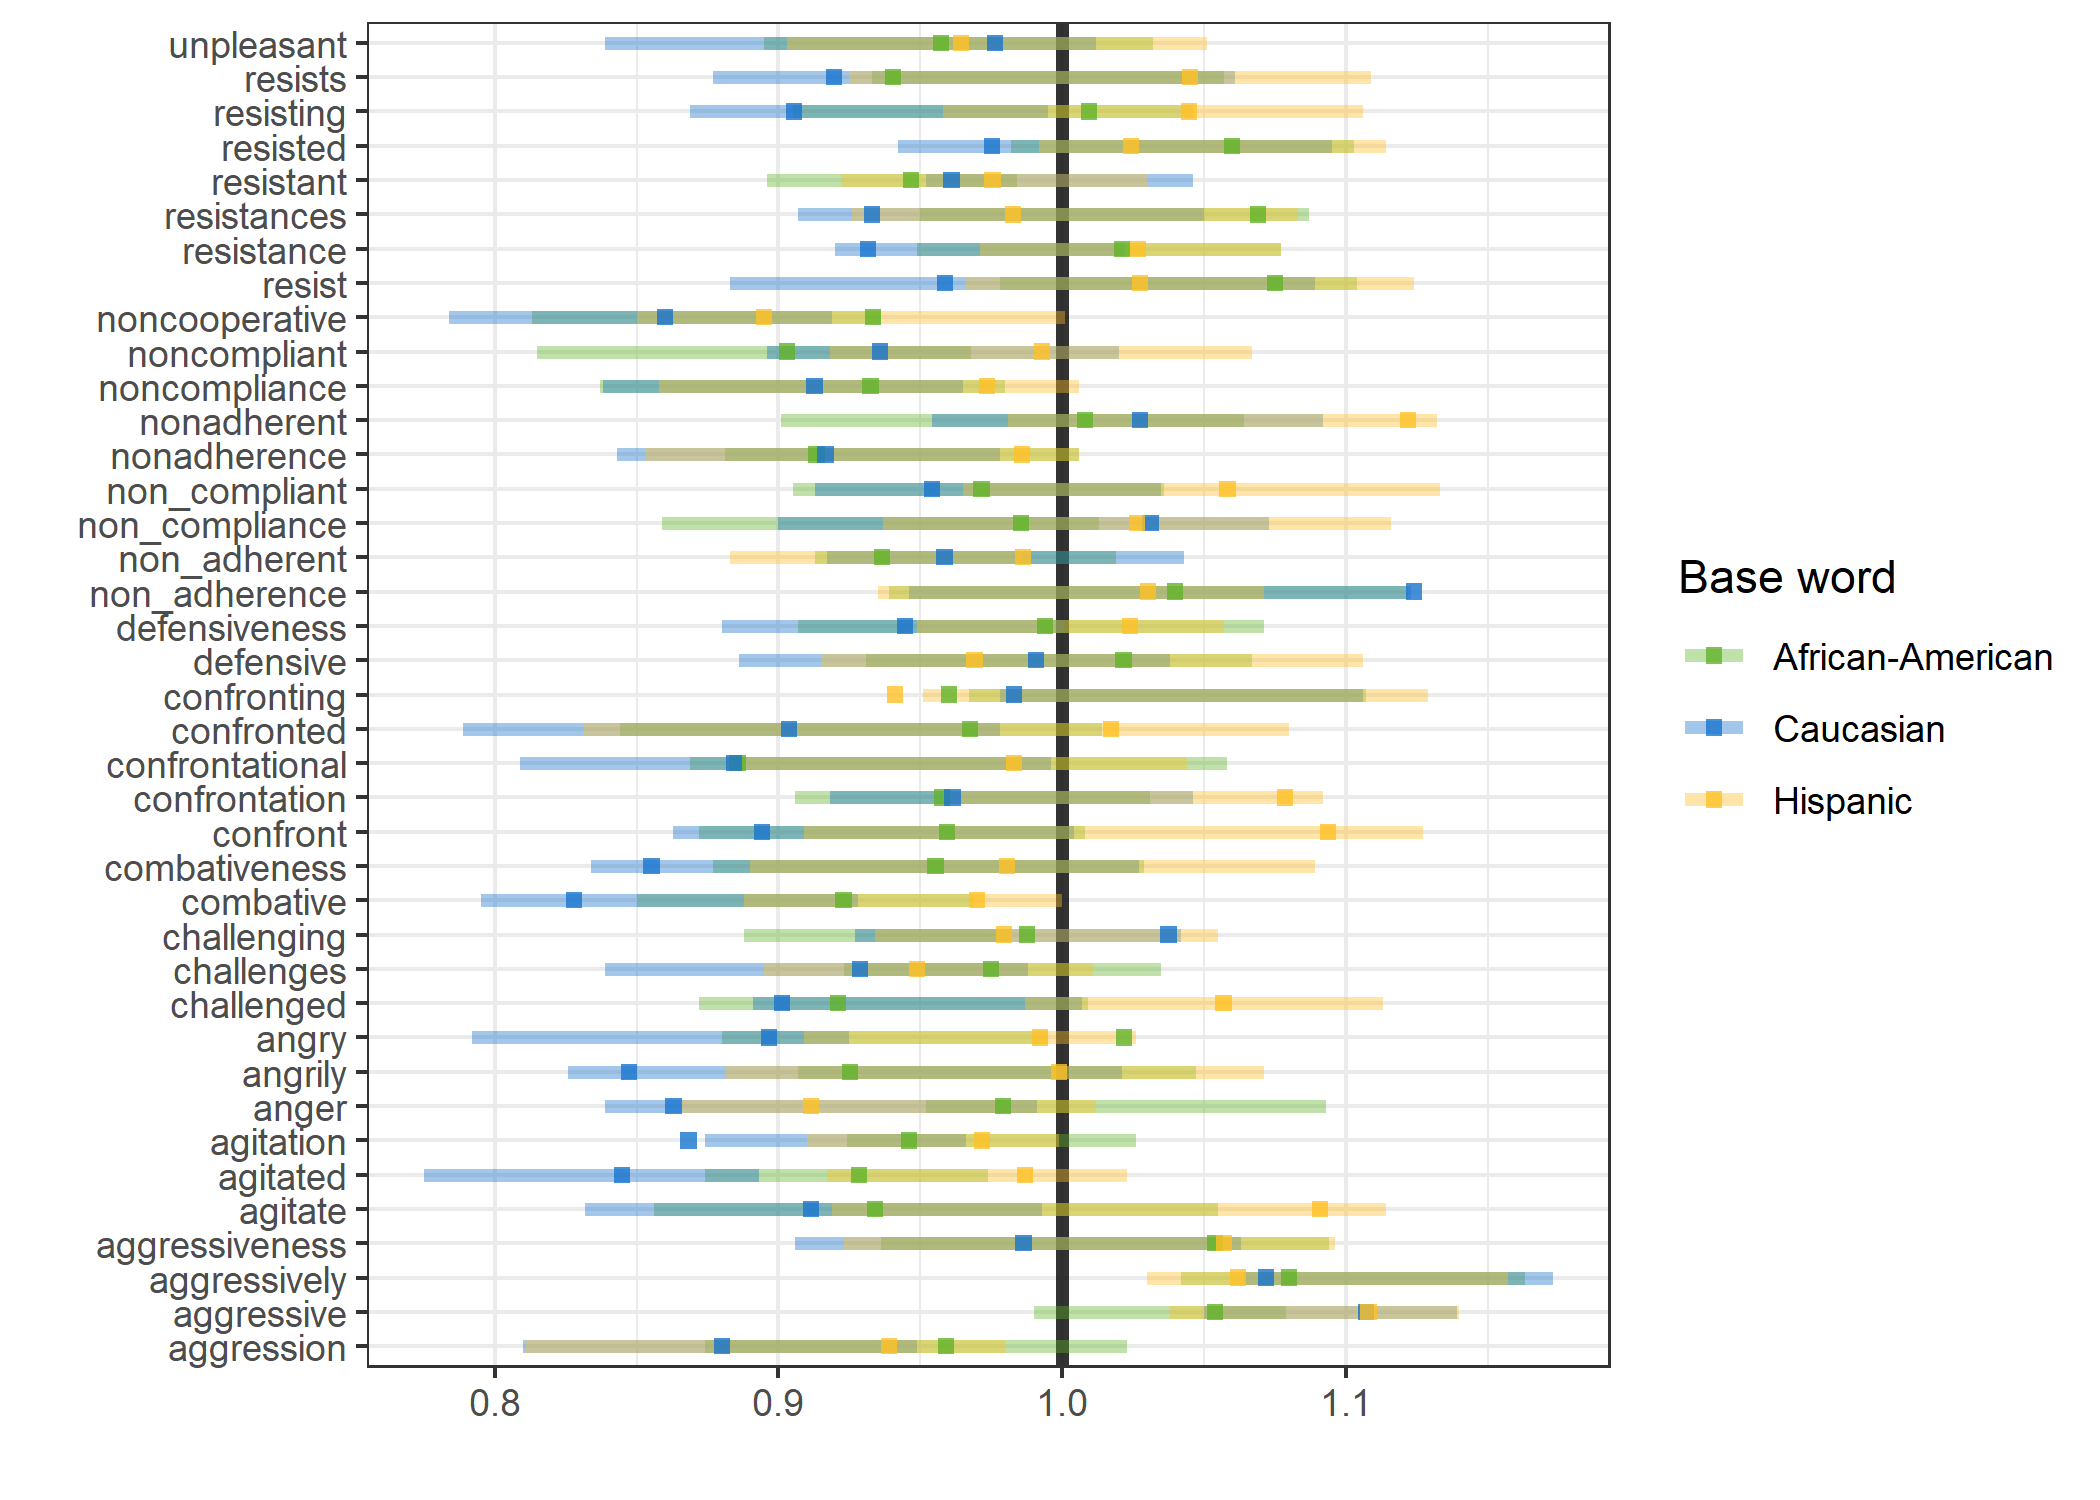 unpleasant
resists
resisting
resisted
resistant
resistances
resistance
resist
noncooperative
noncompliant
noncompliance
nonadherent
nonadherence
non_compliant
non_compliance
non_adherent
non_adherence
defensiveness
defensive
confronting
confronted
confrontational
confrontation
confront
combativeness
combative
challenging
challenges
challenged
angry
angrily
anger
agitation
agitated
agitate
aggressiveness
aggressively
aggressive
aggression
0.8 0.9 1.0 1.1
Base word
African-American
Caucasian
Hispanic